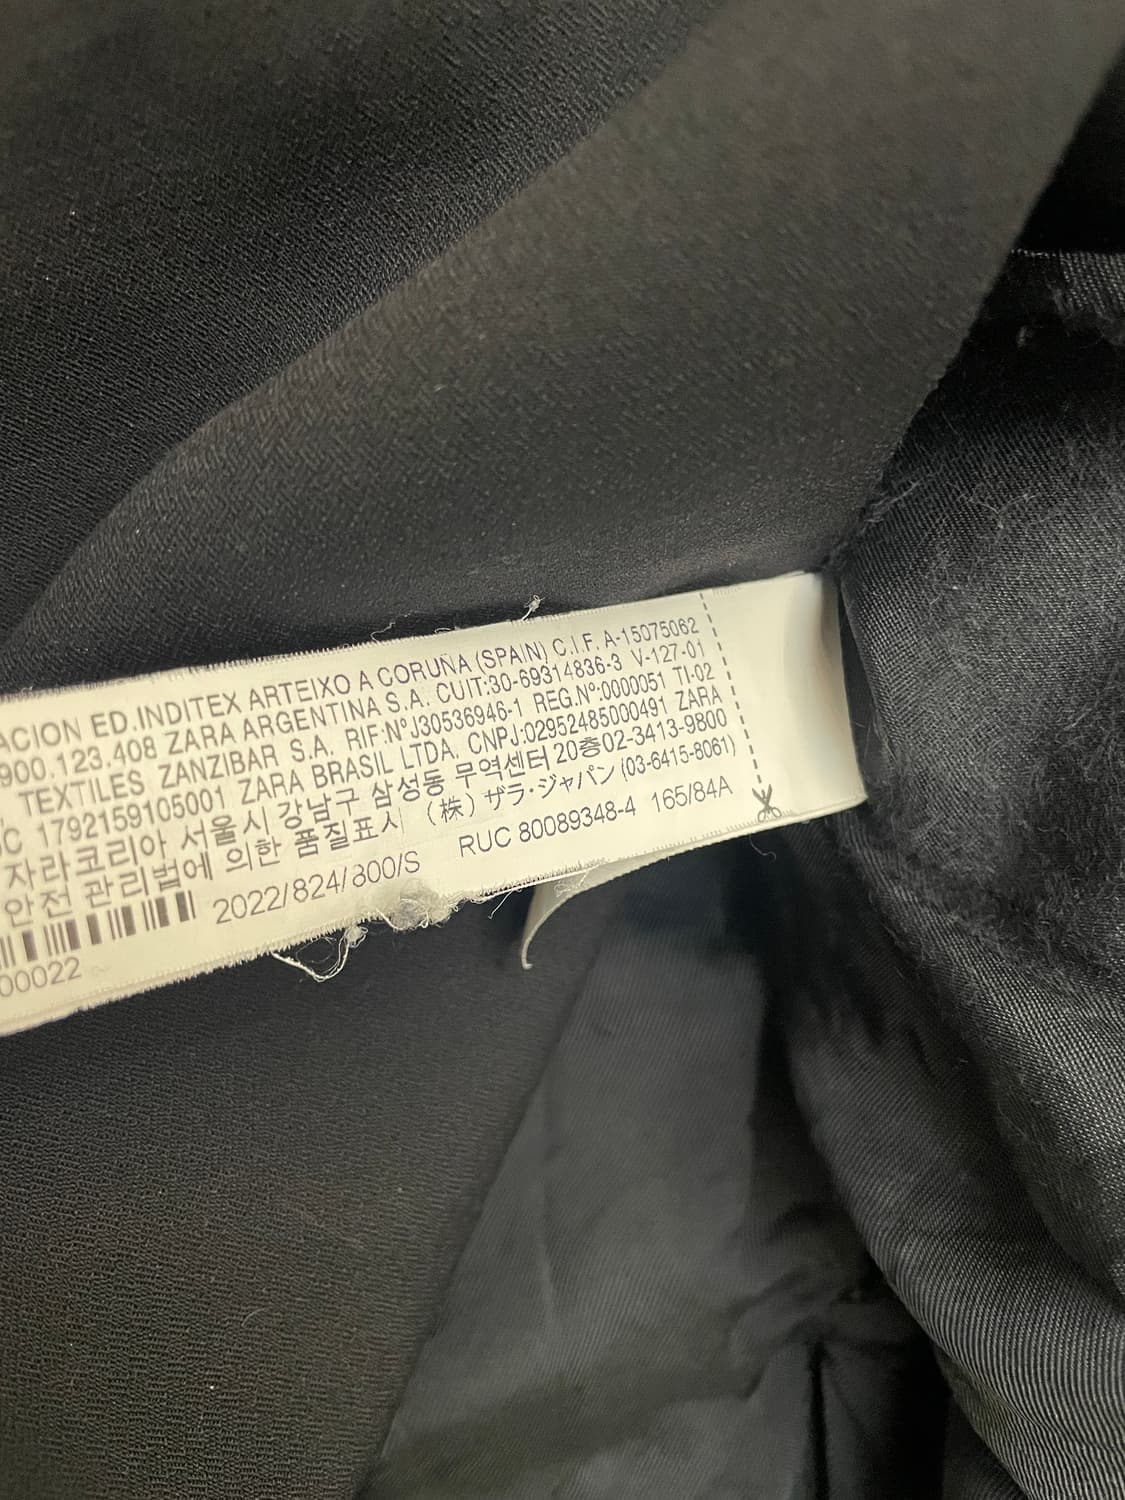 ACION ED.INDITEX ARTEIXO A CORUÑA (SPAIN) C.I.F. A-15075062
900.123.408 ZARA ARGENTINA S.A. CUIT:30-69314836-3 V-127-01
TEXTILES ZANZIBAR S.A. RIF:NºJ30536946-1 REG.Nº:0000051 TI-02
C 1792159105001 ZARA BRASIL LTDA. CNPJ:02952485000491 ZARA
자라코리아 서울시 강남구 삼성동 무역센터 20층02-3413-9800
안전 관리법에 의한 품질표시 (株) ザラ・ジャパン (03-6415-8061)
2022/824/800/S RUC 80089348-4 165/84A
00022